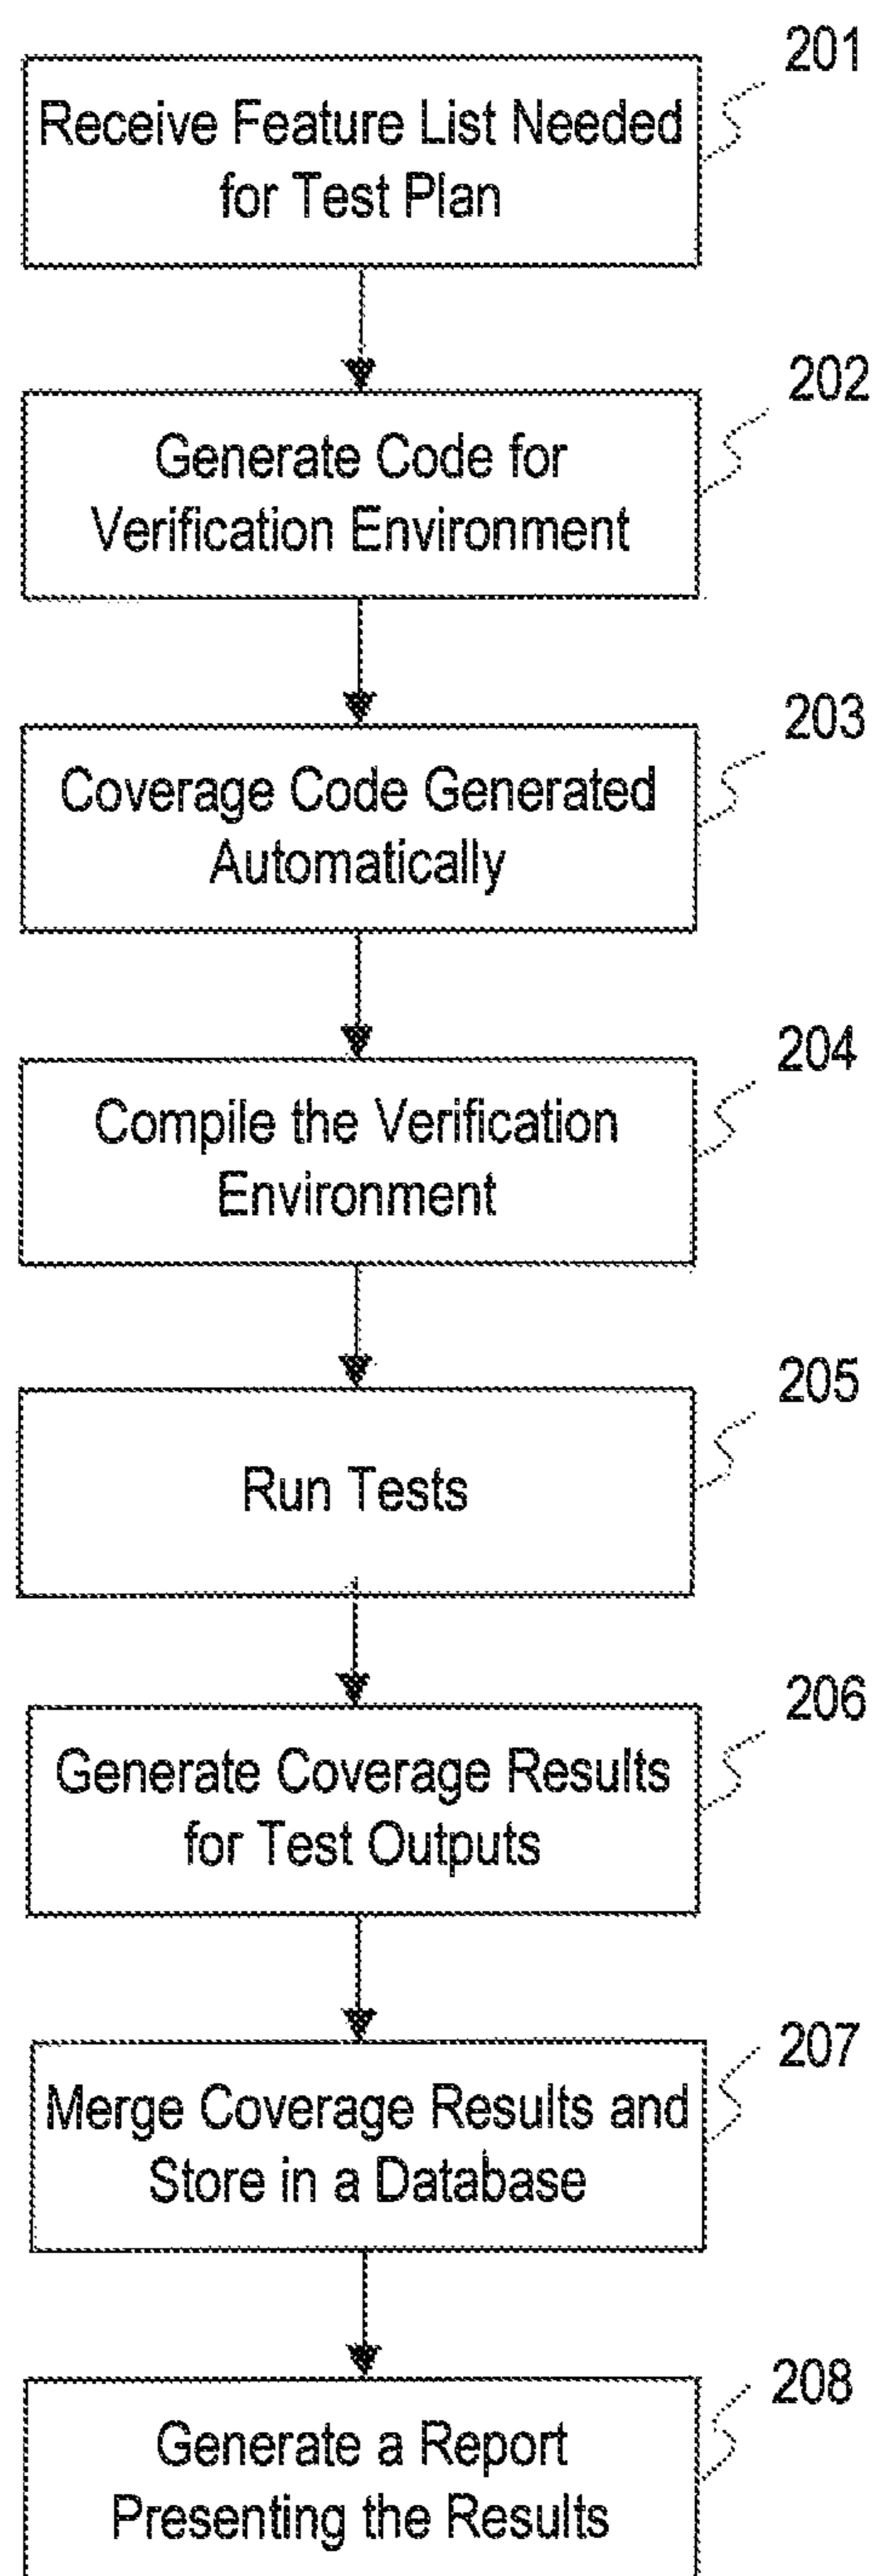 201
Receive Feature List Needed
for Test Plan
202
Generate Code for
Verification Environment
203
Coverage Code Generated
Automatically
204
Compile the Verification
Environment
205
Run Tests
206
Generate Coverage Results
for Test Outputs
207
Merge Coverage Results and
Store in a Database
208
Generate a Report
Presenting the Results